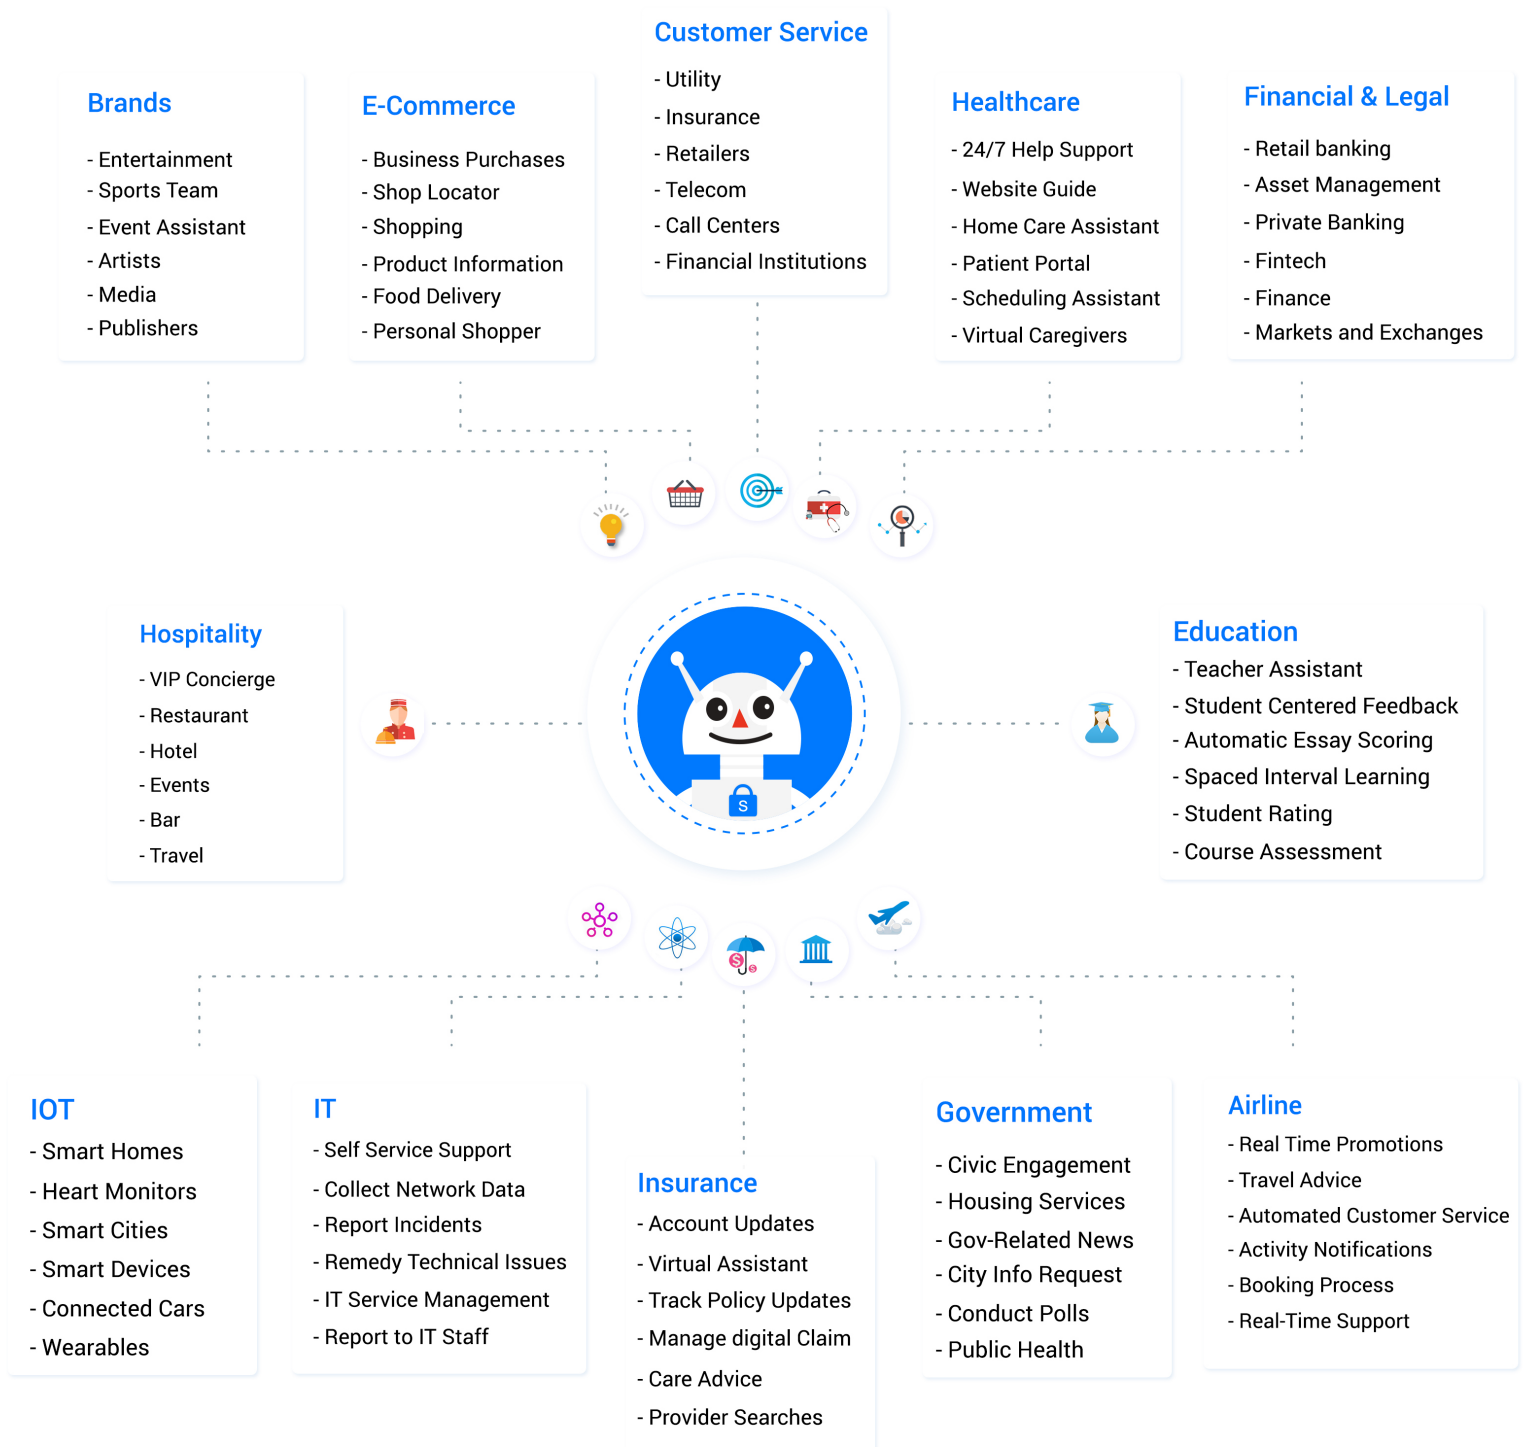 Customer Service
- Utility
- Insurance
- Retailers
- Telecom
- Call Centers
- Financial Institutions
Brands
- Entertainment
- Sports Team
- Event Assistant
- Artists
- Media
- Publishers
E-Commerce
- Business Purchases
- Shop Locator
- Shopping
- Product Information
- Food Delivery
- Personal Shopper
Healthcare
- 24/7 Help Support
- Website Guide
- Home Care Assistant
- Patient Portal
- Scheduling Assistant
- Virtual Caregivers
Financial & Legal
- Retail banking
- Asset Management
- Private Banking
- Fintech
- Finance
- Markets and Exchanges
Hospitality
- VIP Concierge
- Restaurant
- Hotel
- Events
- Bar
- Travel
S
$
$
Education
- Teacher Assistant
- Student Centered Feedback
- Automatic Essay Scoring
- Spaced Interval Learning
- Student Rating
- Course Assessment
IOT
- Smart Homes
- Heart Monitors
- Smart Cities
- Smart Devices
- Connected Cars
- Wearables
IT
- Self Service Support
- Collect Network Data
- Report Incidents
- Remedy Technical Issues
- IT Service Management
- Report to IT Staff
Insurance
- Account Updates
- Virtual Assistant
- Track Policy Updates
- Manage digital Claim
- Care Advice
- Provider Searches
Government
- Civic Engagement
- Housing Services
- Gov-Related News
- City Info Request
- Conduct Polls
- Public Health
Airline
- Real Time Promotions
- Travel Advice
- Automated Customer Service
- Activity Notifications
- Booking Process
- Real-Time Support